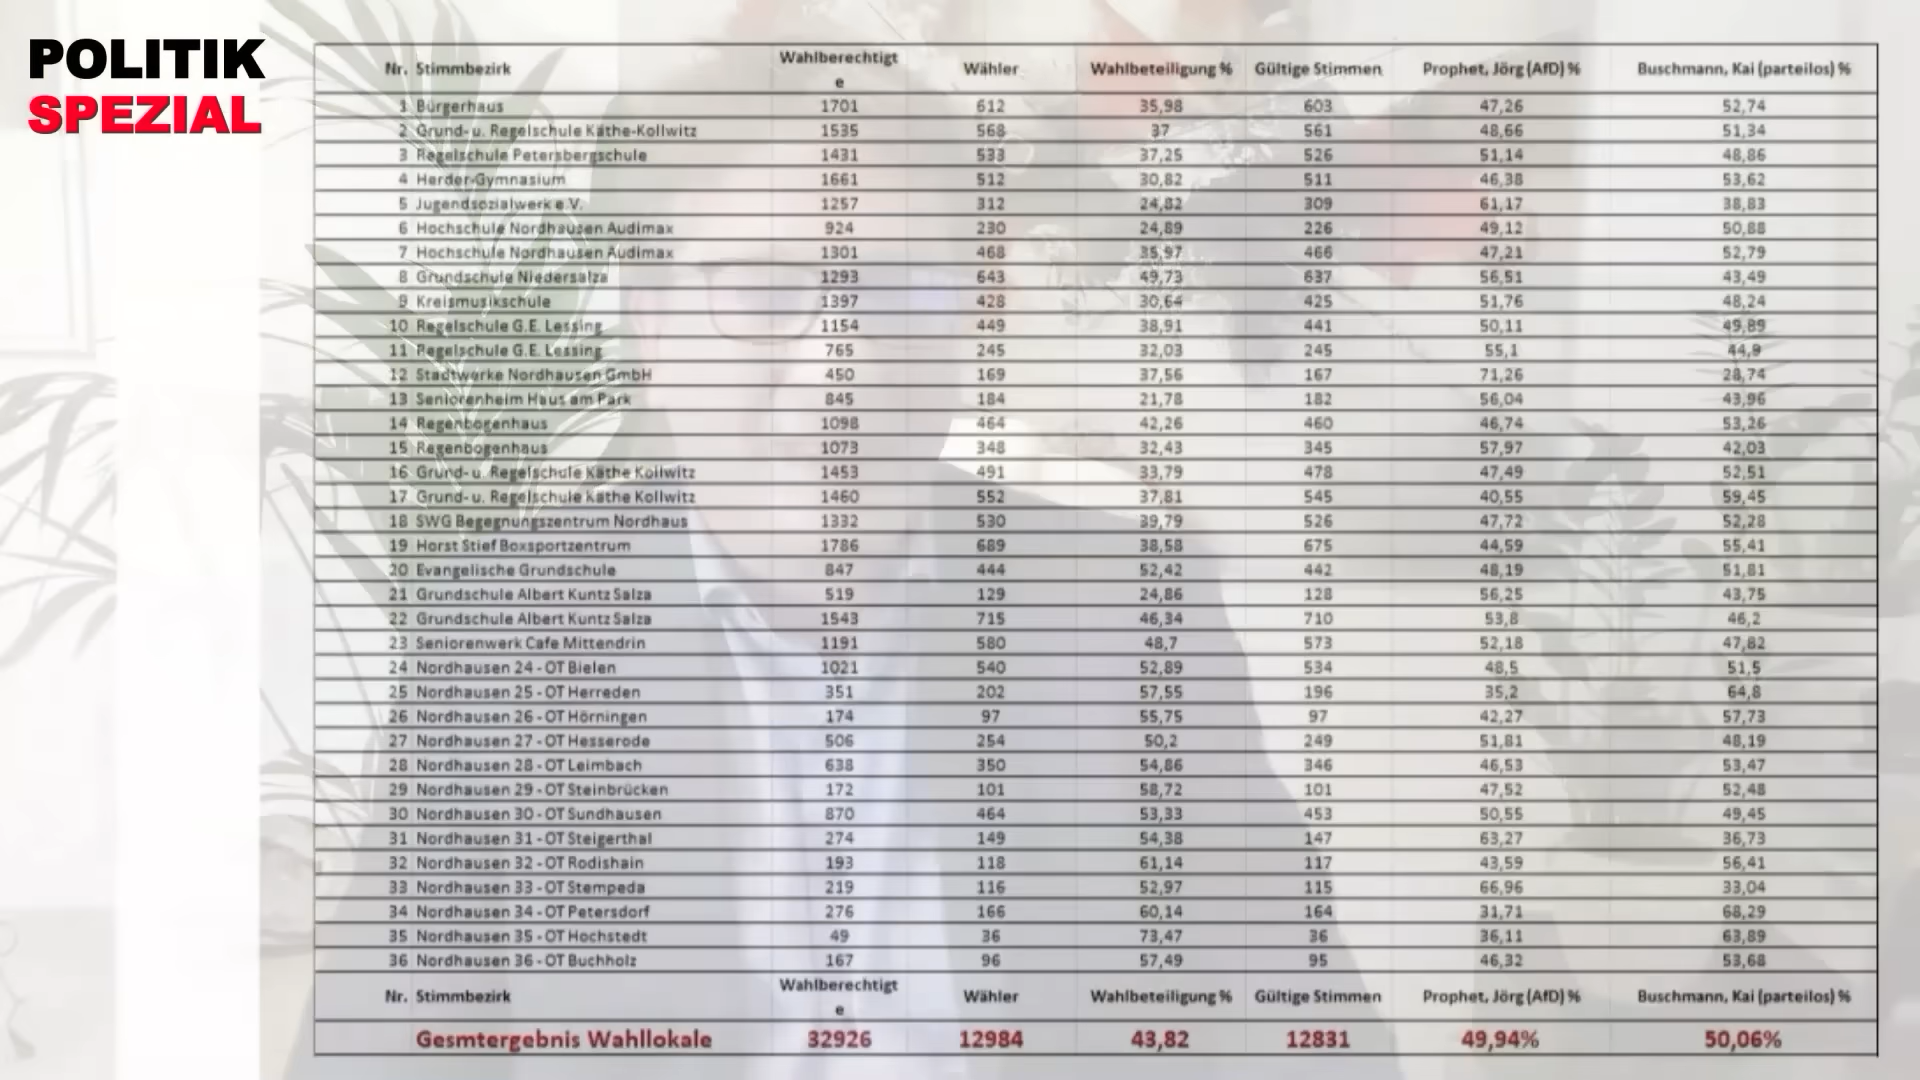 POLITIK
SPEZIAL
Nr. Stimmbezirk Wahlberechtigt e Wähler Wahlbeteiligung % Gültige Stimmen Prophet, Jörg (AfD) % Buschmann, Kai (parteilos) %
1 Bürgerhaus 1701 612 35,98 603 47,26 52,74
2 Grund- u. Regelschule Käthe-Kollwitz 1535 568 37 561 48,66 51,34
3 Regelschule Petersbergschule 1431 533 37,25 526 51,14 48,86
4 Herder-Gymnasium 1661 512 30,82 511 46,38 53,62
5 Jugendsozialwerk e.V. 1257 312 24,82 309 61,17 38,83
6 Hochschule Nordhausen Audimax 924 230 24,89 226 49,12 50,88
7 Hochschule Nordhausen Audimax 1301 468 35,97 466 47,21 52,79
8 Grundschule Niedersalza 1293 643 49,73 637 56,51 43,49
9 Kreismusikschule 1397 428 30,64 425 51,76 48,24
10 Regelschule G.E. Lessing 1154 449 38,91 441 50,11 49,89
11 Regelschule G.E. Lessing 765 245 32,03 245 55,1 44,9
12 Stadtwerke Nordhausen GmbH 450 169 37,56 167 71,26 28,74
13 Seniorenheim Haus am Park 845 184 21,78 182 56,04 43,96
14 Regenbogenhaus 1098 464 42,26 460 46,74 53,26
15 Regenbogenhaus 1073 348 32,43 345 57,97 42,03
16 Grund- u. Regelschule Käthe Kollwitz 1453 491 33,79 478 47,49 52,51
17 Grund- u. Regelschule Käthe Kollwitz 1460 552 37,81 545 40,55 59,45
18 SWG Begegnungszentrum Nordhaus 1332 530 39,79 526 47,72 52,28
19 Horst Stief Boxsportzentrum 1786 689 38,58 675 44,59 55,41
20 Evangelische Grundschule 847 444 52,42 442 48,19 51,81
21 Grundschule Albert Kuntz Salza 519 129 24,86 128 56,25 43,75
22 Grundschule Albert Kuntz Salza 1543 715 46,34 710 53,8 46,2
23 Seniorenwerk Cafe Mittendrin 1191 580 48,7 573 52,18 47,82
24 Nordhausen 24 - OT Bielen 1021 540 52,89 534 48,5 51,5
25 Nordhausen 25 - OT Herreden 351 202 57,55 196 35,2 64,8
26 Nordhausen 26 - OT Hörningen 174 97 55,75 97 42,27 57,73
27 Nordhausen 27 - OT Hesserode 506 254 50,2 249 51,81 48,19
28 Nordhausen 28 - OT Leimbach 638 350 54,86 346 46,53 53,47
29 Nordhausen 29 - OT Steinbrücken 172 101 58,72 101 47,52 52,48
30 Nordhausen 30 - OT Sundhausen 870 464 53,33 453 50,55 49,45
31 Nordhausen 31 - OT Steigerthal 274 149 54,38 147 63,27 36,73
32 Nordhausen 32 - OT Rodishain 193 118 61,14 117 43,59 56,41
33 Nordhausen 33 - OT Stempeda 219 116 52,97 115 66,96 33,04
34 Nordhausen 34 - OT Petersdorf 276 166 60,14 164 31,71 68,29
35 Nordhausen 35 - OT Hochstedt 49 36 73,47 36 36,11 63,89
36 Nordhausen 36 - OT Buchholz 167 96 57,49 95 46,32 53,68
Nr. Stimmbezirk Wahlberechtigt e Wähler Wahlbeteiligung % Gültige Stimmen Prophet, Jörg (AfD) % Buschmann, Kai (parteilos) %
Gesmtergebnis Wahllokale 32926 12984 43,82 12831 49,94% 50,06%